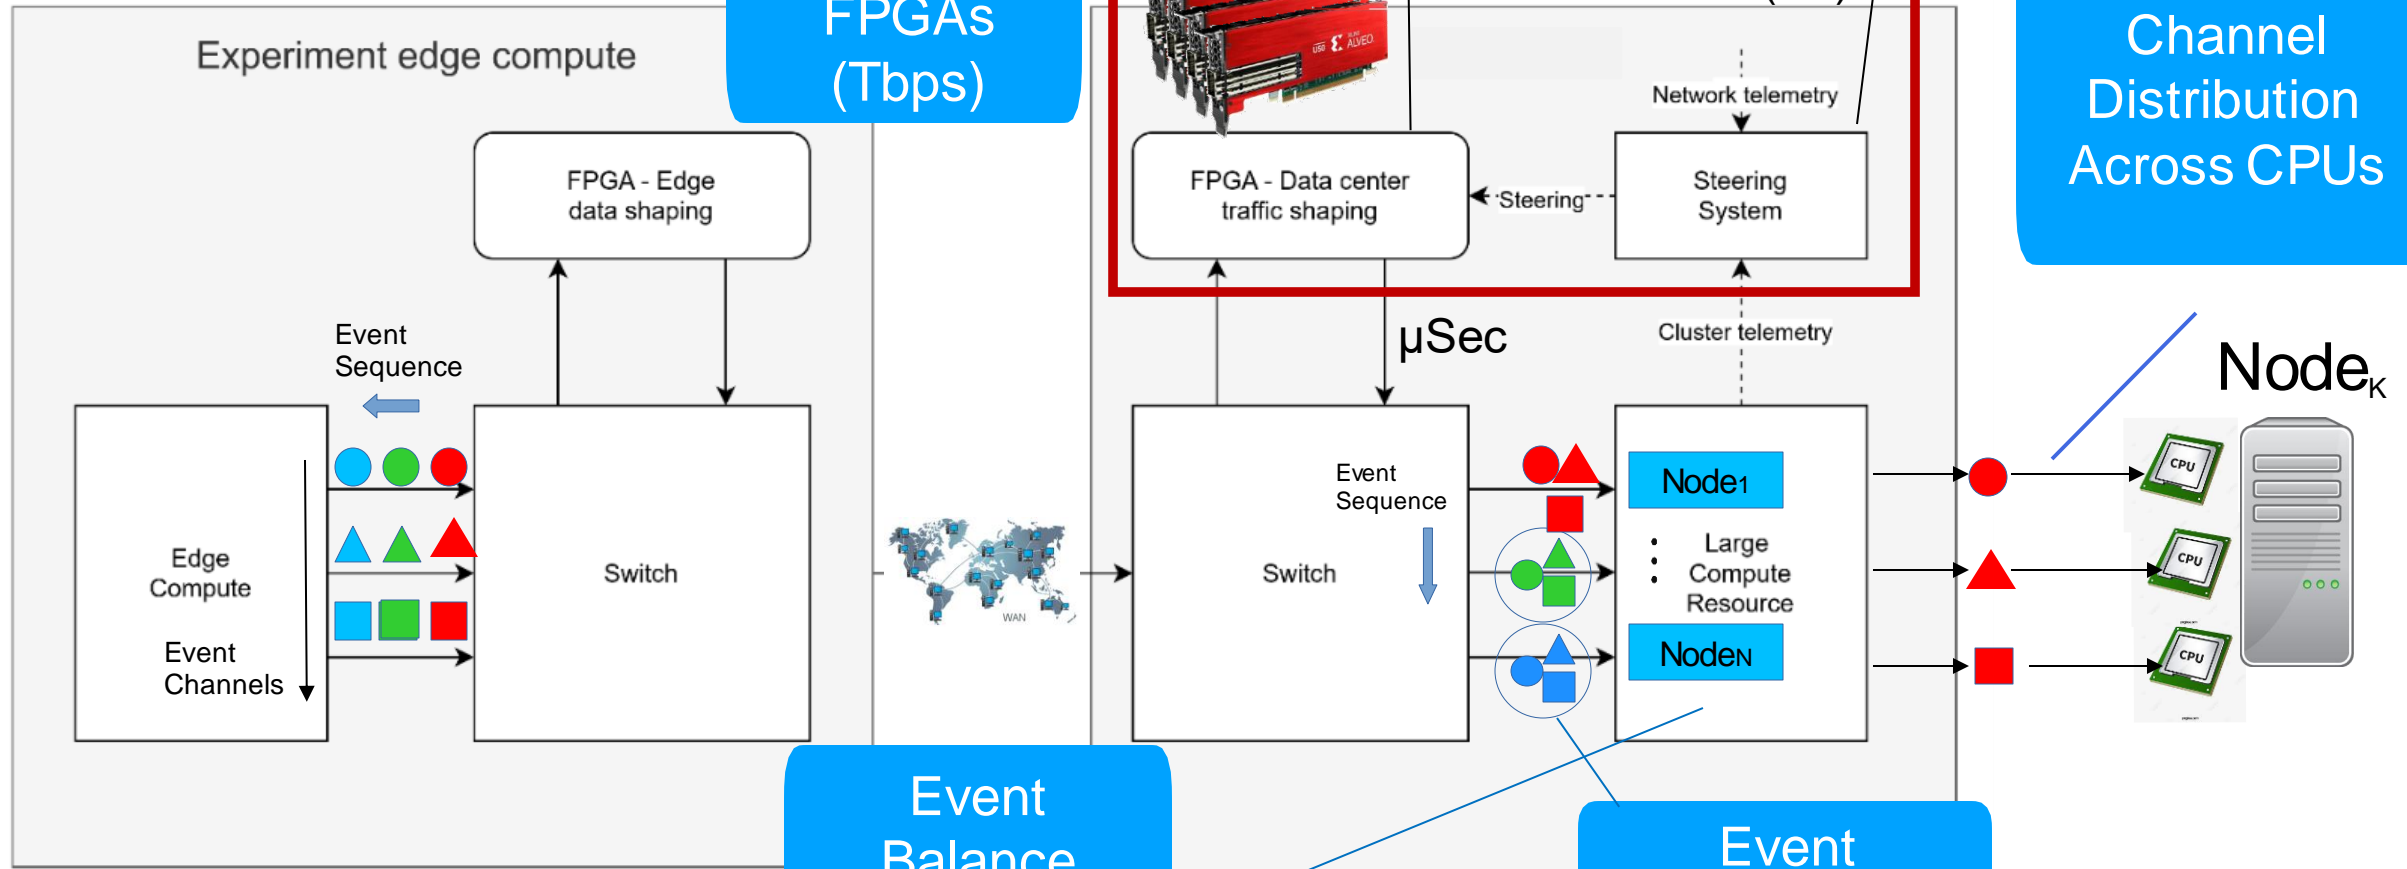 FPGAs
(Tbps)
Experiment edge compute
FPGA - Edge
data shaping
Event
Sequence
Edge
Compute
Event
Channels
Switch
WAN
Event
Balance
U50
ALVEO
FPGA - Data center
traffic shaping
Steering
Network telemetry
Steering
System
µSec
Cluster telemetry
Switch
Event
Sequence
Node1
Large
Compute
Resource
NodeN
Event
Channel
Distribution
Across CPUs
NodeK
CPU
CPU
CPU